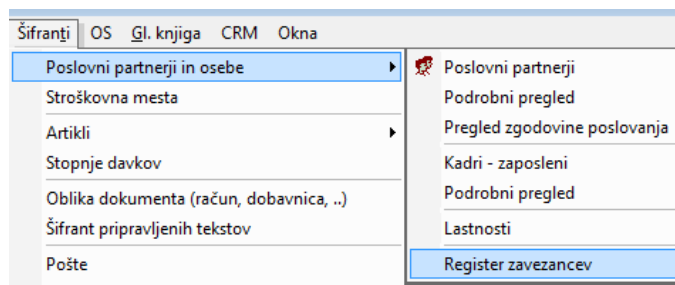 Šifranti OS Gl. knjiga CRM Okna
Poslovni partnerji in osebe
Stroškovna mesta
Artikli
Stopnje davkov
Oblika dokumenta (račun, dobavnica, ..)
Šifrant pripravljenih tekstov
Pošte
Poslovni partnerji
Podrobni pregled
Pregled zgodovine poslovanja
Kadri - zaposleni
Podrobni pregled
Lastnosti
Register zavezancev